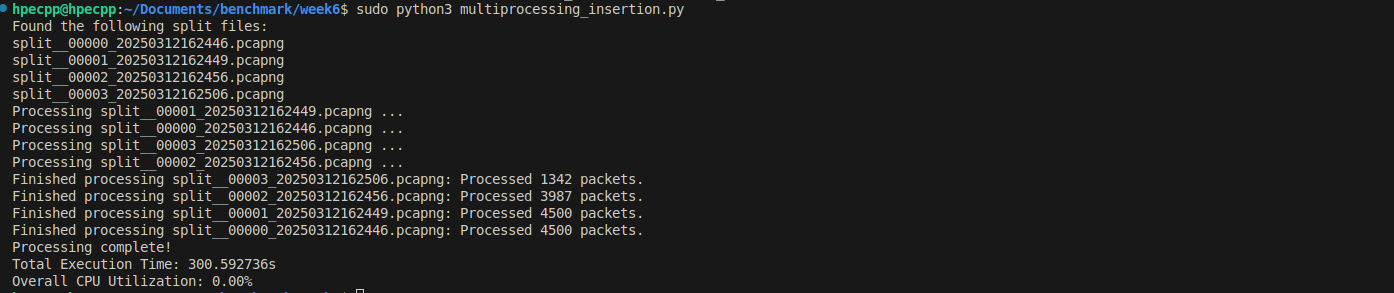 hpecpp@hpecpp:~/Documents/benchmark/week6$ sudo python3 multiprocessing_insertion.py
Found the following split files:
split__00000_20250312162446.pcapng
split__00001_20250312162449.pcapng
split__00002_20250312162456.pcapng
split__00003_20250312162506.pcapng
Processing split__00001_20250312162449.pcapng ...
Processing split__00000_20250312162446.pcapng ...
Processing split__00003_20250312162506.pcapng ...
Processing split__00002_20250312162456.pcapng ...
Finished processing split__00003_20250312162506.pcapng: Processed 1342 packets.
Finished processing split__00002_20250312162456.pcapng: Processed 3987 packets.
Finished processing split__00001_20250312162449.pcapng: Processed 4500 packets.
Finished processing split__00000_20250312162446.pcapng: Processed 4500 packets.
Processing complete!
Total Execution Time: 300.592736s
Overall CPU Utilization: 0.00%